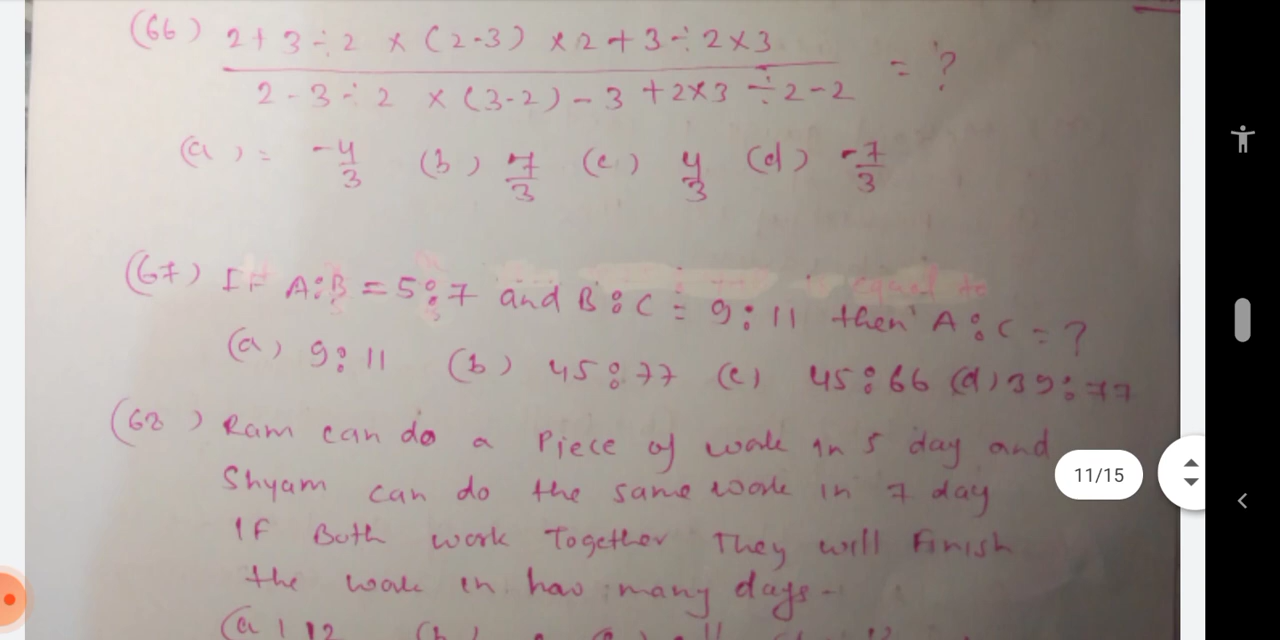 (66) 2 + 3 ÷ 2 × (2-3) × 2 + 3 ÷ 2 × 3
2 - 3 ÷ 2 × (3-2) - 3 + 2 × 3 ÷ 2 - 2 = ?
(a) = -4/3 (b) 7/3 (c) 4/3 (d) -7/3
(67) If A:B = 5:7 and B:C = 9:11 then A:C = ?
(a) 9:11 (b) 45:77 (c) 45:66 (d) 39:77
(68) Ram can do a Piece of work in 5 day and
Shyam can do the same work in 7 day
If Both work Together They will Finish
the work in how many days-
11/15